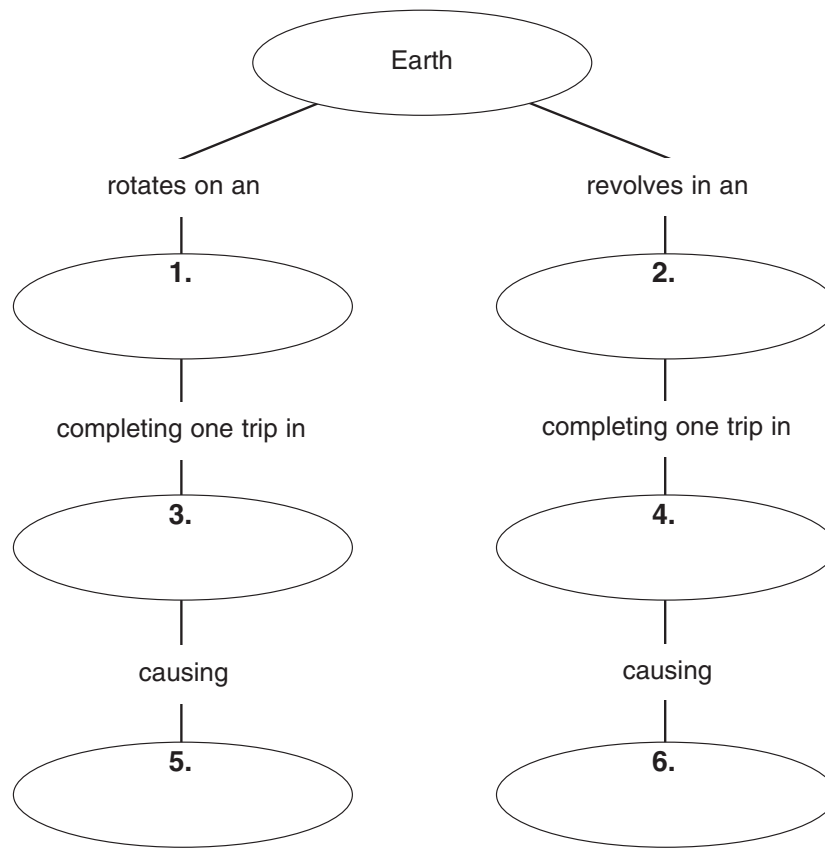 Earth
rotates on an
revolves in an
1.
2.
completing one trip in
completing one trip in
3.
4.
causing
causing
5.
6.